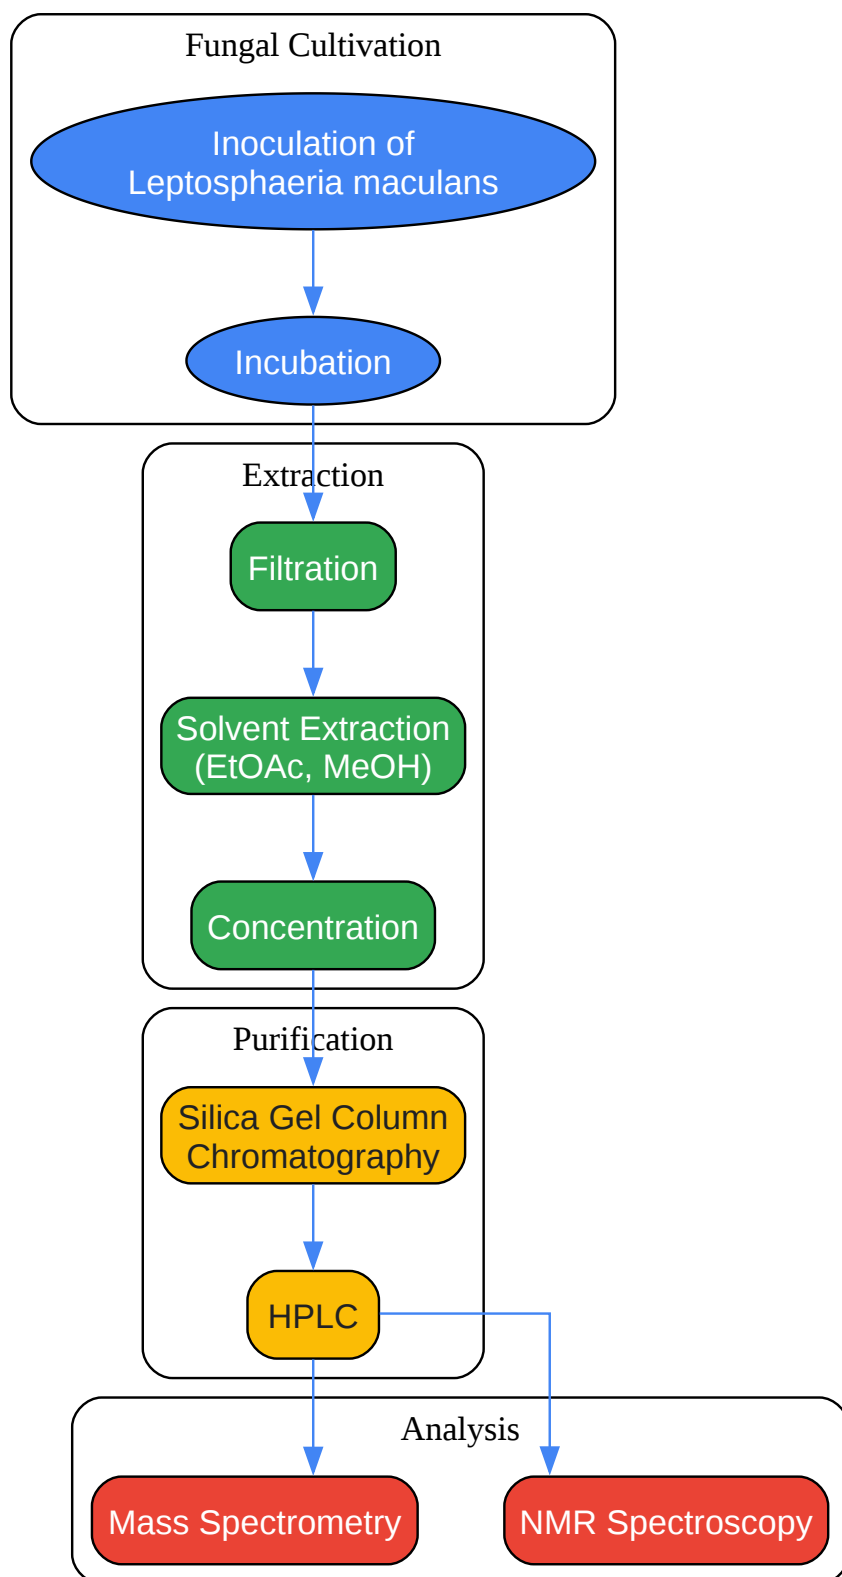 Fungal Cultivation
Inoculation of
Leptosphaeria maculans
Incubation
Extraction
Filtration
Solvent Extraction
(EtOAc, MeOH)
Concentration
Purification
Silica Gel Column
Chromatography
HPLC
Analysis
Mass Spectrometry
NMR Spectroscopy